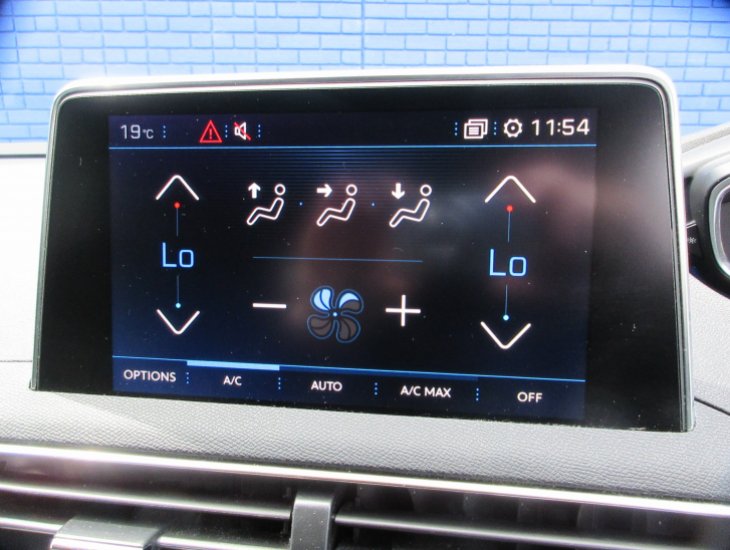 19°C 11:54
Lo Lo
OPTIONS A/C AUTO A/C MAX OFF